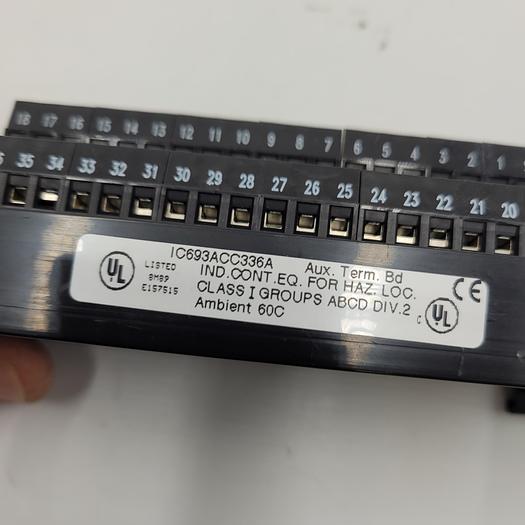 18 17 16 15 14 13 12 11 10 9 8 7 6 5 4 3 2 1
35 34 33 32 31 30 29 28 27 26 25 24 23 22 21 20
IC693ACC336A Aux. Term. Bd
UL LISTED IND.CONT.EQ. FOR HAZ. LOC. CE
8M89 CLASS I GROUPS ABCD DIV.2 C UL
E157515 Ambient 60C